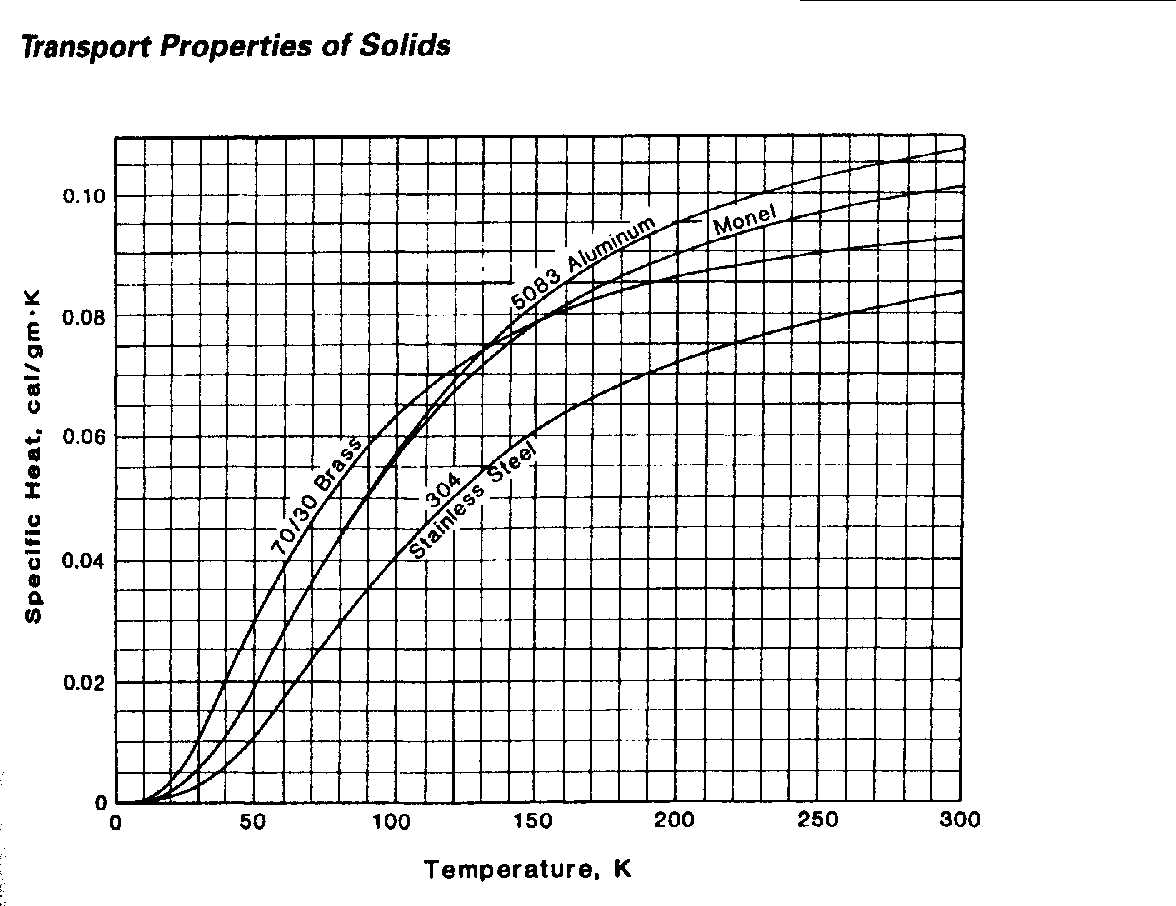 Transport Properties of Solids
Specific Heat, cal/gm·K
0.10
0.08
0.06
0.04
0.02
0
5083 Aluminum
Monel
70/30 Brass
304
Stainless Steel
0 50 100 150 200 250 300
Temperature, K